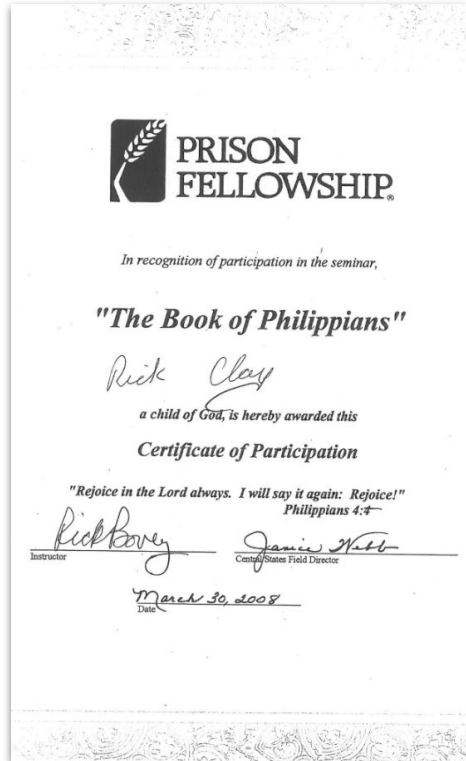 PRISON
FELLOWSHIP®
In recognition of participation in the seminar,
"The Book of Philippians"
Rick Clay
a child of God, is hereby awarded this
Certificate of Participation
"Rejoice in the Lord always. I will say it again: Rejoice!"
Philippians 4:4
Rick Bovey Janice Webb
Instructor Central States Field Director
March 30, 2008
Date